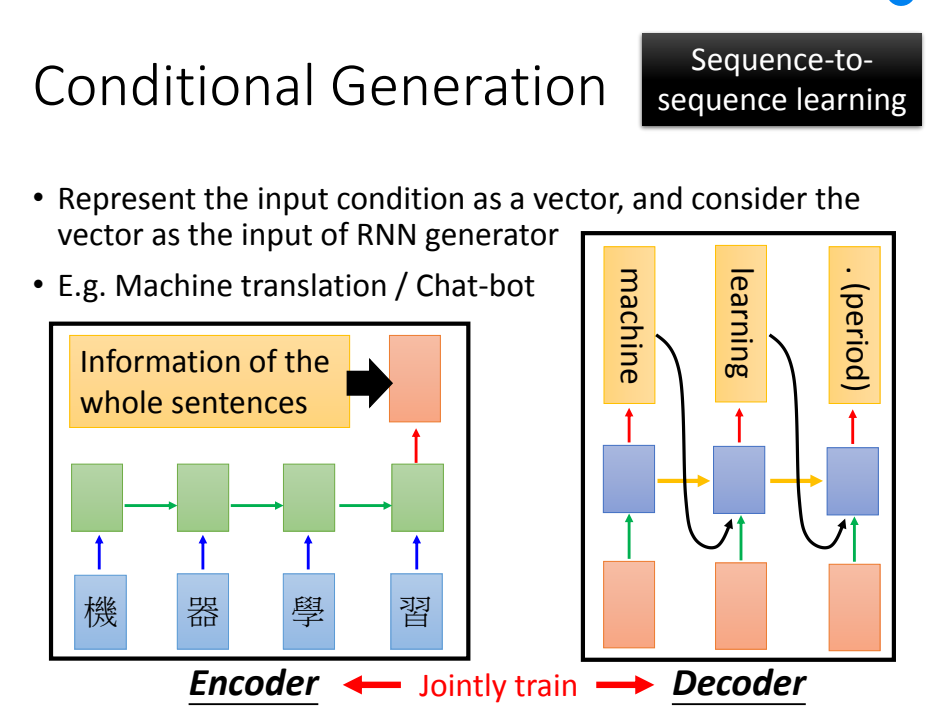 Conditional Generation
Sequence-to-
sequence learning
• Represent the input condition as a vector, and consider the
vector as the input of RNN generator
• E.g. Machine translation / Chat-bot
Information of the
whole sentences
機 器 學 習
machine
learning
. (period)
Encoder
Jointly train
Decoder